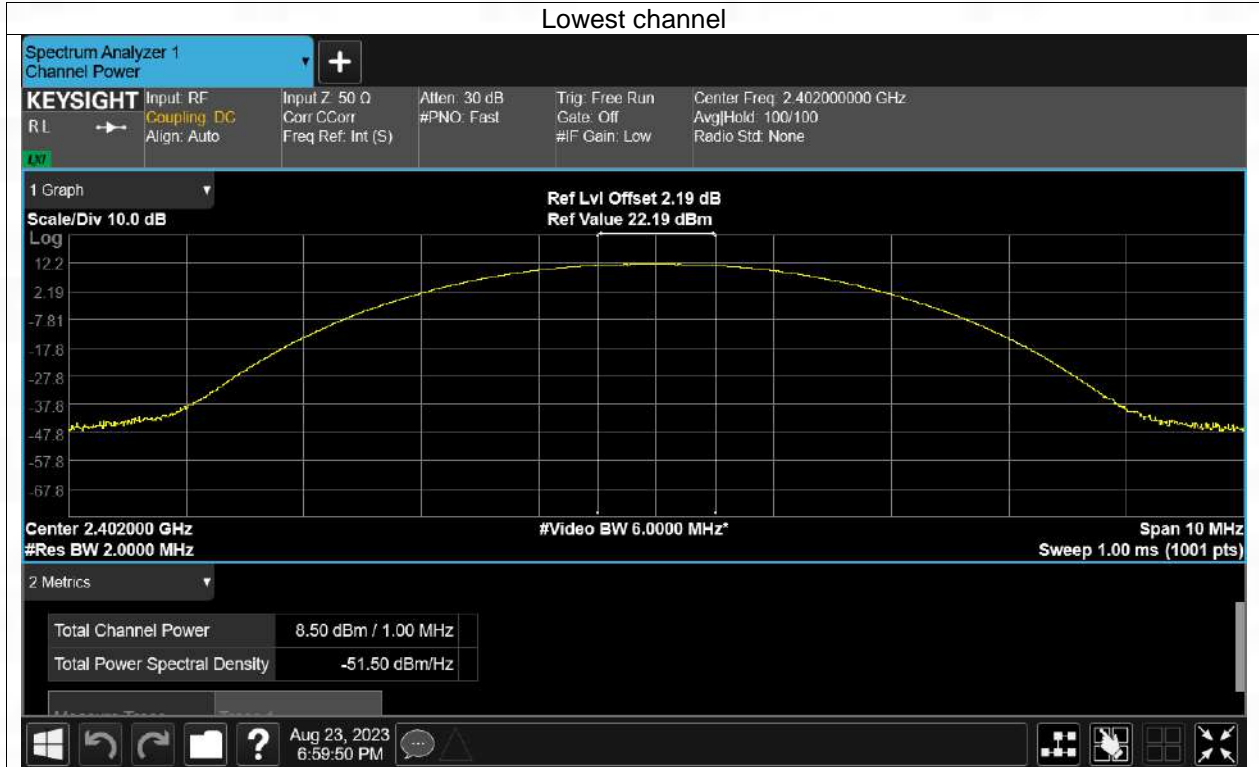 Lowest channel
Spectrum Analyzer 1
Channel Power
+
KEYSIGHT Input: RF Input Z: 50 Ω Atten: 30 dB Trig: Free Run Center Freq: 2.402000000 GHz
Coupling: DC Corr CCorr #PNO: Fast Gate: Off Avg|Hold: 100/100
RL Align: Auto Freq Ref: Int (S) #IF Gain: Low Radio Std: None
LXI
1 Graph
Ref Lvl Offset 2.19 dB
Scale/Div 10.0 dB Ref Value 22.19 dBm
Log
12.2
2.19
-7.81
-17.8
-27.8
-37.8
-47.8
-57.8
-67.8
Center 2.402000 GHz #Video BW 6.0000 MHz* Span 10 MHz
#Res BW 2.0000 MHz Sweep 1.00 ms (1001 pts)
2 Metrics
Total Channel Power 8.50 dBm / 1.00 MHz
Total Power Spectral Density -51.50 dBm/Hz
?
Aug 23, 2023
6:59:50 PM